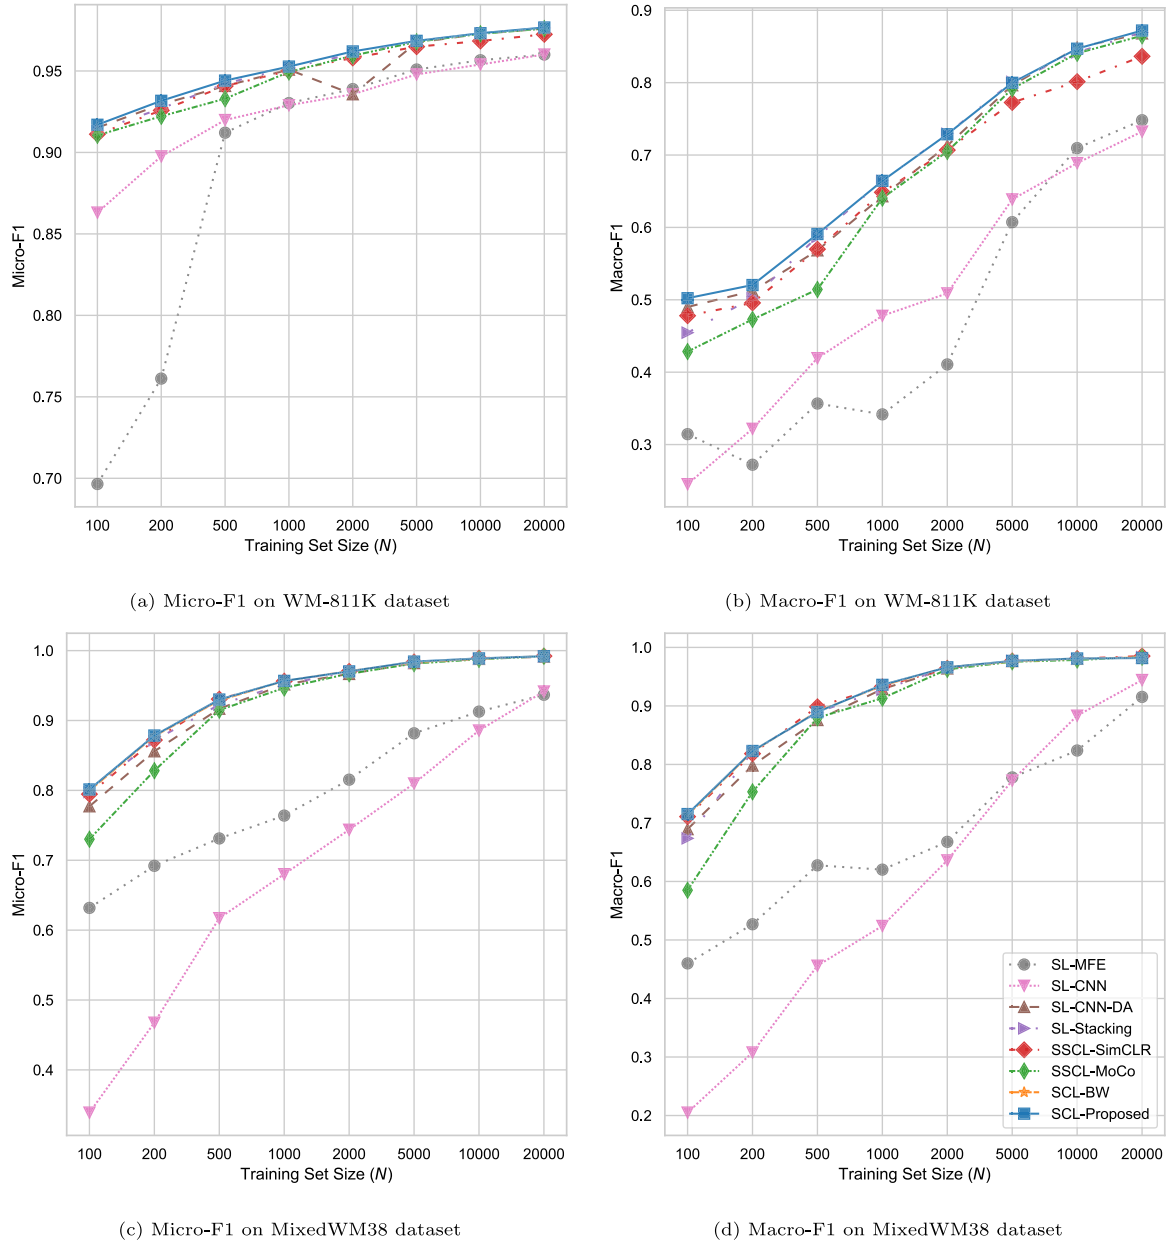 0.95
0.90
0.85
0.80
0.75
0.70
Micro-F1
100 200 500 1000 2000 5000 10000 20000
Training Set Size (N)
(a) Micro-F1 on WM-811K dataset
0.9
0.8
0.7
0.6
0.5
0.4
0.3
Macro-F1
100 200 500 1000 2000 5000 10000 20000
Training Set Size (N)
(b) Macro-F1 on WM-811K dataset
1.0
0.9
0.8
0.7
0.6
0.5
0.4
Micro-F1
100 200 500 1000 2000 5000 10000 20000
Training Set Size (N)
(c) Micro-F1 on MixedWM38 dataset
1.0
0.9
0.8
0.7
0.6
0.5
0.4
0.3
0.2
Macro-F1
SL-MFE
SL-CNN
SL-CNN-DA
SL-Stacking
SSCL-SimCLR
SSCL-MoCo
SCL-BW
SCL-Proposed
100 200 500 1000 2000 5000 10000 20000
Training Set Size (N)
(d) Macro-F1 on MixedWM38 dataset